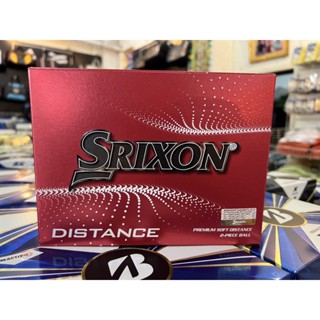 SRIXON®
DISTANCE
PREMIUM SOFT DISTANCE
2-PIECE BALL
B